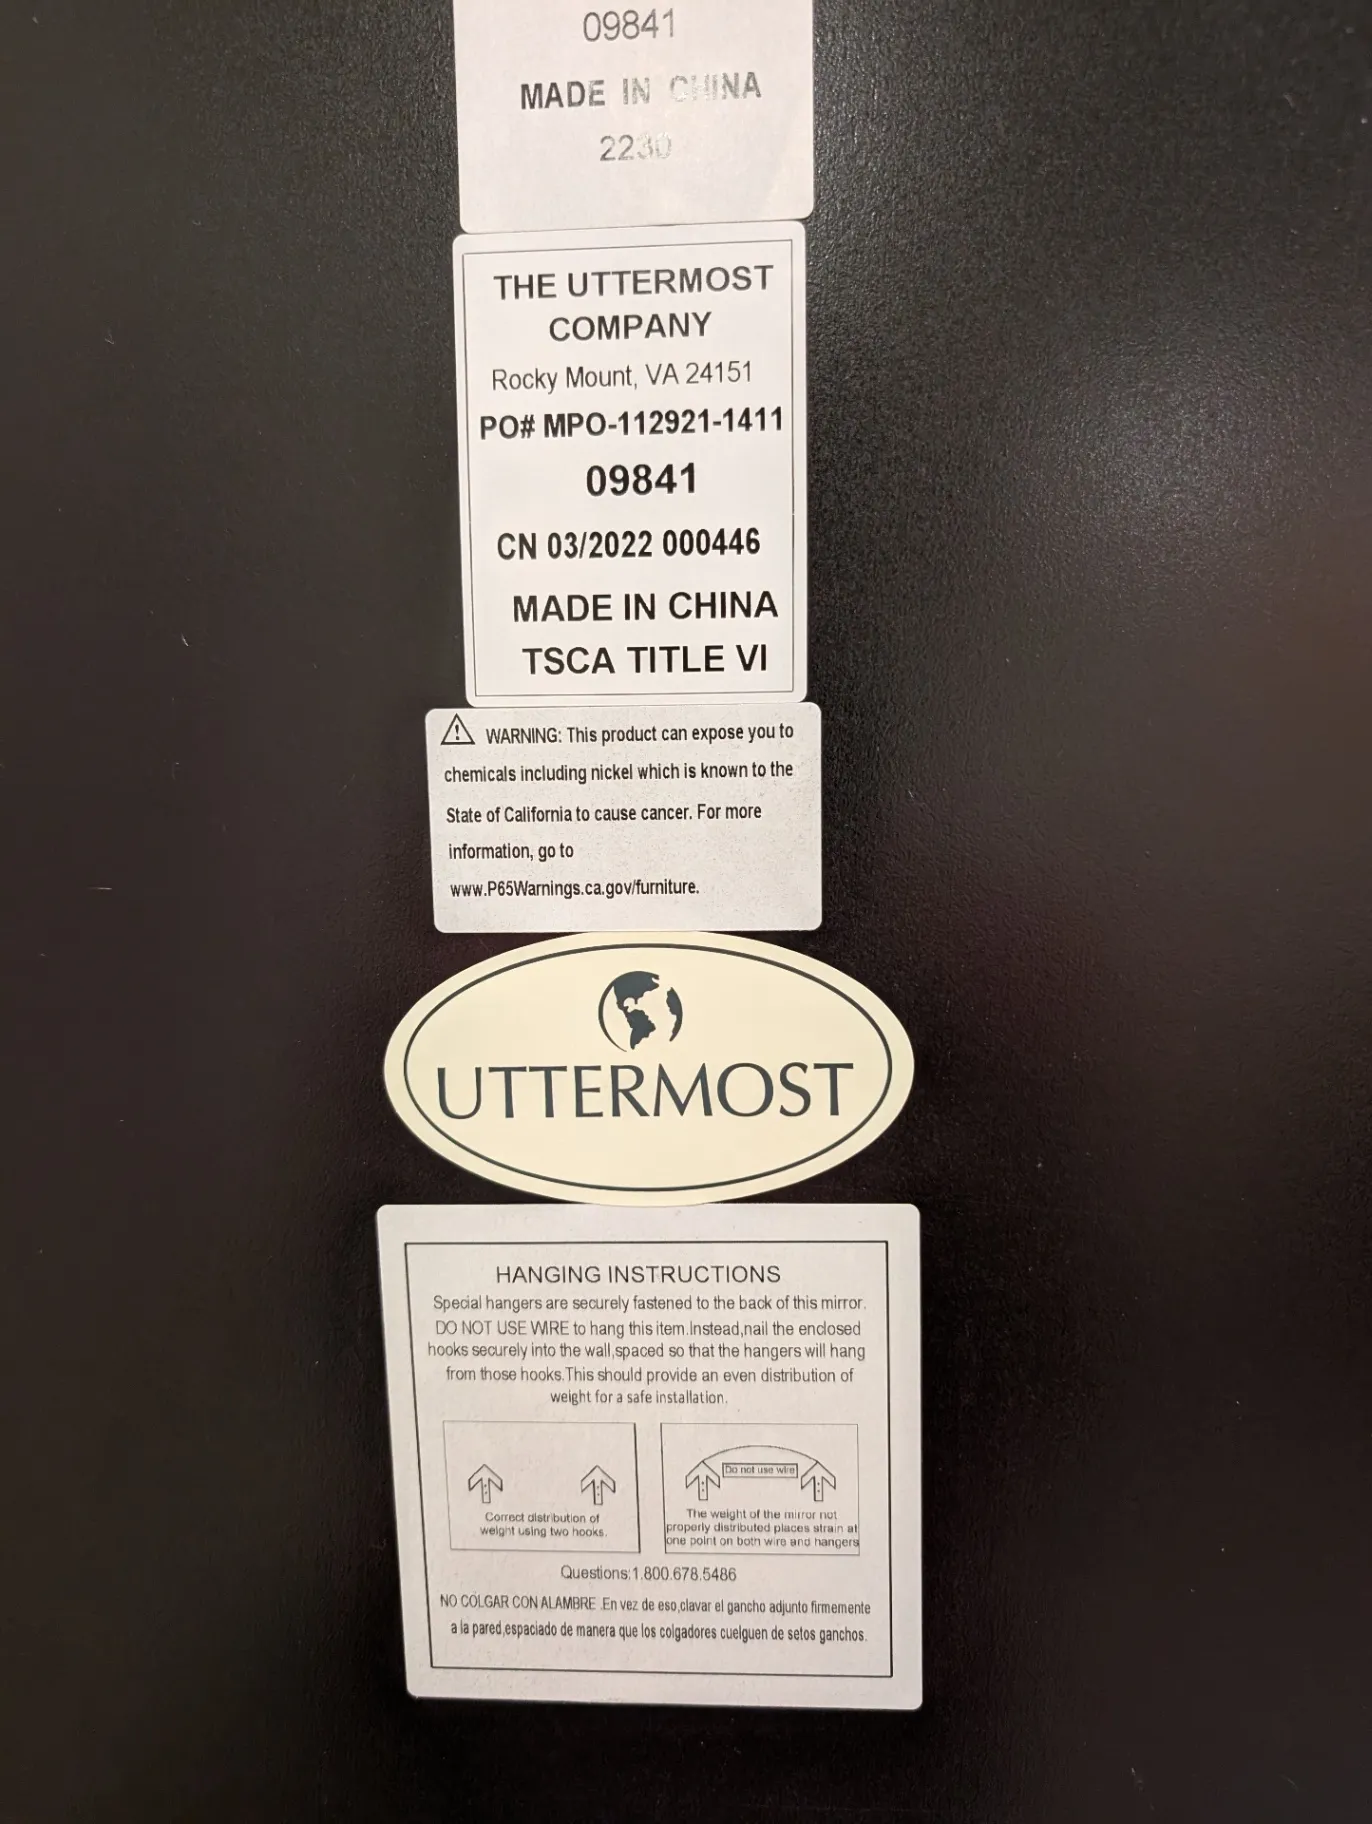 09841
MADE IN CHINA
2230
THE UTTERMOST
COMPANY
Rocky Mount, VA 24151
PO# MPO-112921-1411
09841
CN 03/2022 000446
MADE IN CHINA
TSCA TITLE VI
WARNING: This product can expose you to
chemicals including nickel which is known to the
State of California to cause cancer. For more
information, go to
www.P65Warnings.ca.gov/furniture.
UTTERMOST
HANGING INSTRUCTIONS
Special hangers are securely fastened to the back of this mirror.
DO NOT USE WIRE to hang this item.Instead,nail the enclosed
hooks securely into the wall,spaced so that the hangers will hang
from those hooks.This should provide an even distribution of
weight for a safe installation.
Correct distribution of
weight using two hooks.
Do not use wire
The weight of the mirror not
properly distributed places strain at
one point on both wire and hangers
Questions:1.800.678.5486
NO COLGAR CON ALAMBRE .En vez de eso,clavar el gancho adjunto firmemente
a la pared,espaciado de manera que los colgadores cuelguen de setos ganchos.